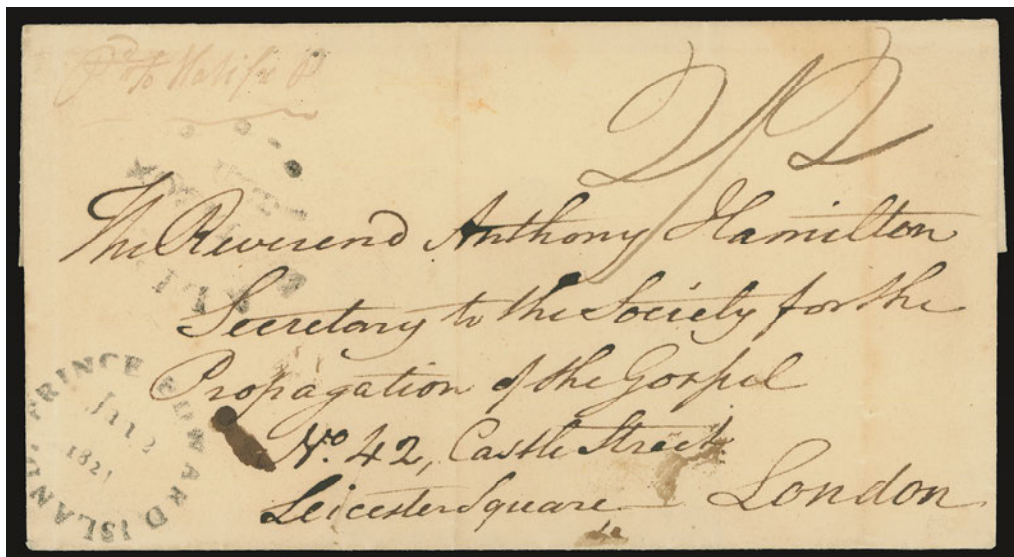 Pd to Halifx
2/2
The Reverend Anthony Hamilton
Secretary to the Society for the
Propagation of the Gospel
No. 42, Castle Street.
Leicester Square London
PRINCE EDWARD ISLAND
1821